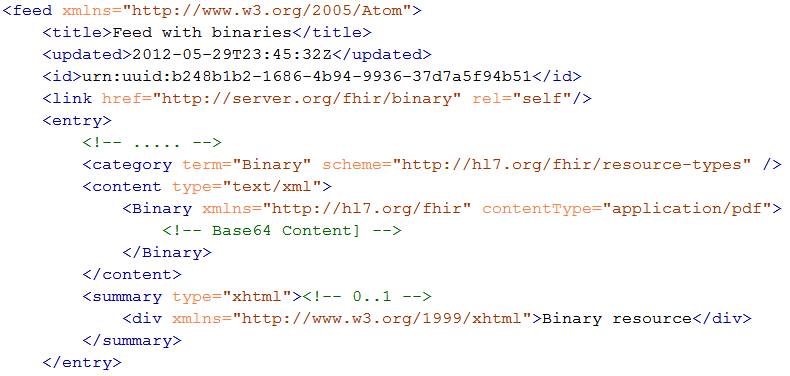 <feed xmlns="http://www.w3.org/2005/Atom">
    <title>Feed with binaries</title>
    <updated>2012-05-29T23:45:32Z</updated>
    <id>urn:uuid:b248b1b2-1686-4b94-9936-37d7a5f94b51</id>
    <link href="http://server.org/fhir/binary" rel="self"/>
    <entry>
        <!-- ..... -->
        <category term="Binary" scheme="http://hl7.org/fhir/resource-types" />
        <content type="text/xml">
            <Binary xmlns="http://hl7.org/fhir" contentType="application/pdf">
                <!-- Base64 Content] -->
            </Binary>
        </content>
        <summary type="xhtml"><!-- 0..1 -->
            <div xmlns="http://www.w3.org/1999/xhtml">Binary resource</div>
        </summary>
    </entry>